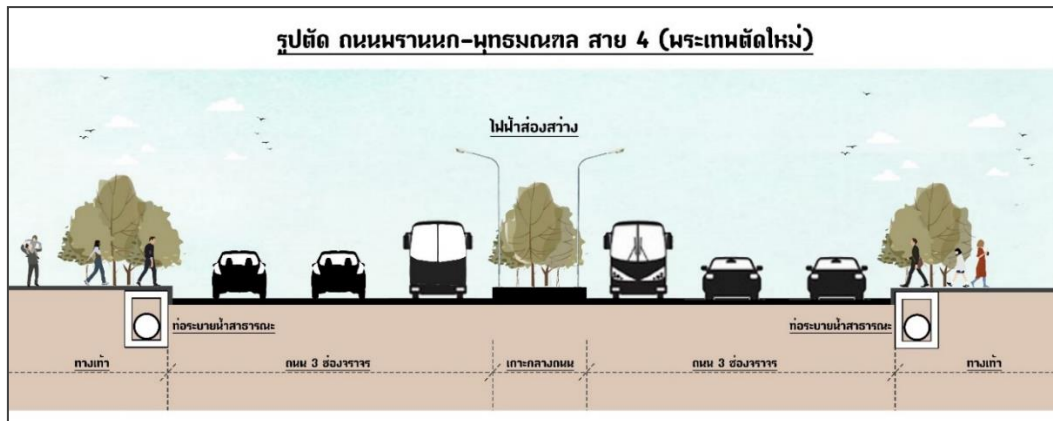 รูปตัด ถนนพรานนก-พุทธมณฑล สาย 4 (พระเทพตัดใหม่)
ไฟฟ้าส่องสว่าง
ท่อระบายน้ำสาธารณะ
ท่อระบายน้ำสาธารณะ
ทางเท้า
ถนน 3 ช่องจราจร
เกาะกลางถนน
ถนน 3 ช่องจราจร
ทางเท้า